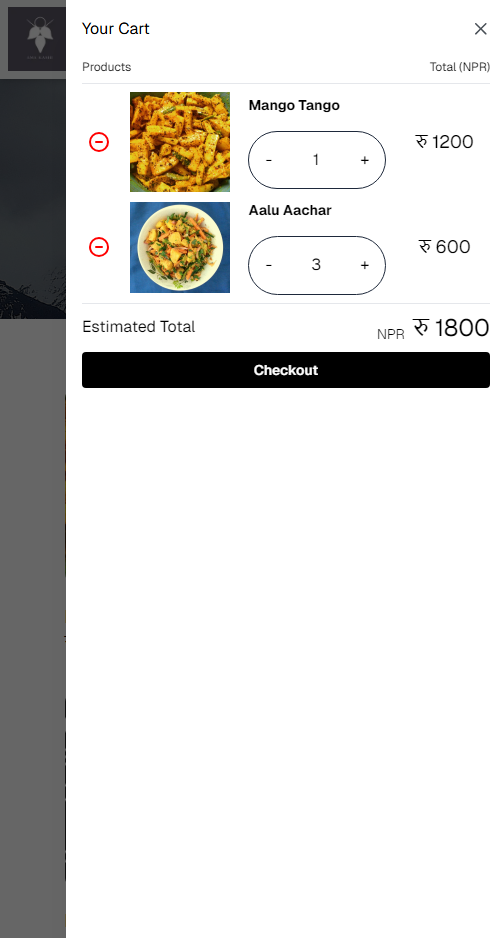 Your Cart
Products Total (NPR)
Mango Tango
- 1 + रु 1200
Aalu Aachar
- 3 + रु 600
Estimated Total NPR रु 1800
Checkout